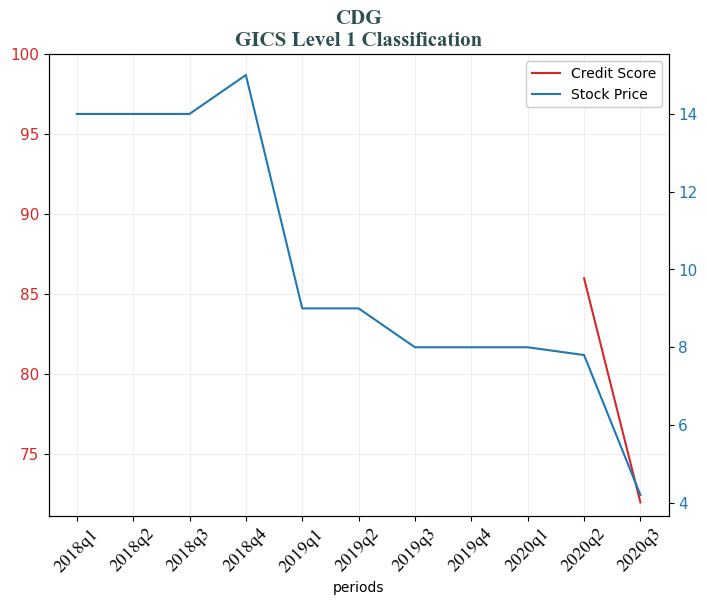 CDG
GICS Level 1 Classification
100
95
90
85
80
75
Credit Score
Stock Price
14
12
10
8
6
4
2018q1
2018q2
2018q3
2018q4
2019q1
2019q2
2019q3
2019q4
2020q1
2020q2
2020q3
periods